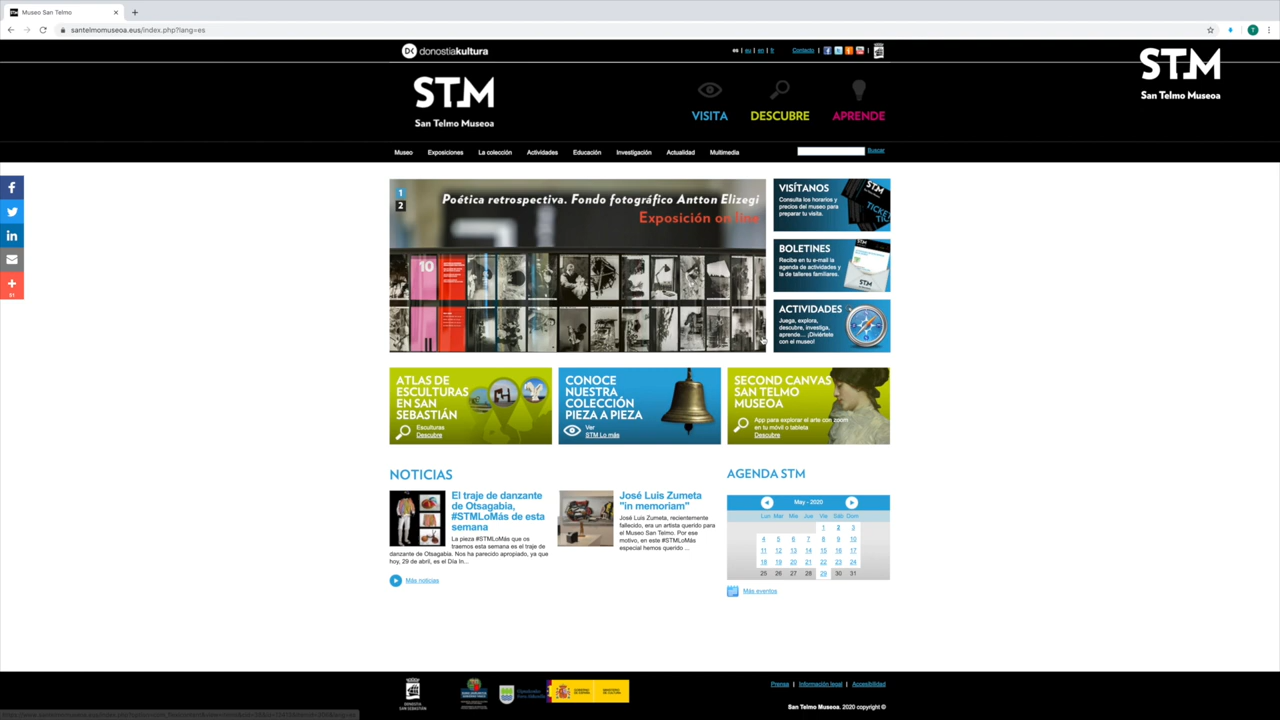 Museo San Telmo
santelmomuseoa.eus/index.php?lang=es
DK donostiakultura
es | eu | en | fr
Contacto |
STM
San Telmo Museoa
VISITA
DESCUBRE
APRENDE
STM
San Telmo Museoa
Museo
Exposiciones
La colección
Actividades
Educación
Investigación
Actualidad
Multimedia
Buscar
1
2
Poética retrospectiva. Fondo fotográfico Antton Elizegi
Exposición on line
10
VISÍTANOS
Consulta los horarios y
precios del museo para
preparar tu visita.
STM
BOLETINES
Recibe en tu e-mail la
agenda de actividades y
la de talleres familiares.
STM
ACTIVIDADES
Juega, explora,
descubre, investiga,
aprende... ¡Diviértete
con el museo!
51
ATLAS DE
ESCULTURAS
EN SAN
SEBASTIÁN
Esculturas
Descubre
CONOCE
NUESTRA
COLECCIÓN
PIEZA A PIEZA
Ver
STM Lo más
SECOND CANVAS
SAN TELMO
MUSEOA
App para explorar el arte con zoom
en tu móvil o tableta
Descubre
NOTICIAS
El traje de danzante
de Otsagabia,
#STMLoMás de esta
semana
La pieza #STMLoMás que os
traemos esta semana es el traje de
danzante de Otsagabia. Nos ha parecido apropiado, ya que
hoy, 29 de abril, es el Día In...
Más noticias
José Luis Zumeta
"in memoriam"
José Luis Zumeta, recientemente
fallecido, era un artista querido para
el Museo San Telmo. Por ese
motivo, en este #STMLoMás
especial hemos querido ...
AGENDA STM
May - 2020
Lun Mar Mie Jue Vie Sáb Dom
1 2 3
4 5 6 7 8 9 10
11 12 13 14 15 16 17
18 19 20 21 22 23 24
25 26 27 28 29 30 31
Más eventos
DONOSTIA
SAN SEBASTIÁN
Prensa | Información legal | Accesibilidad
San Telmo Museoa. 2020 copyright ©